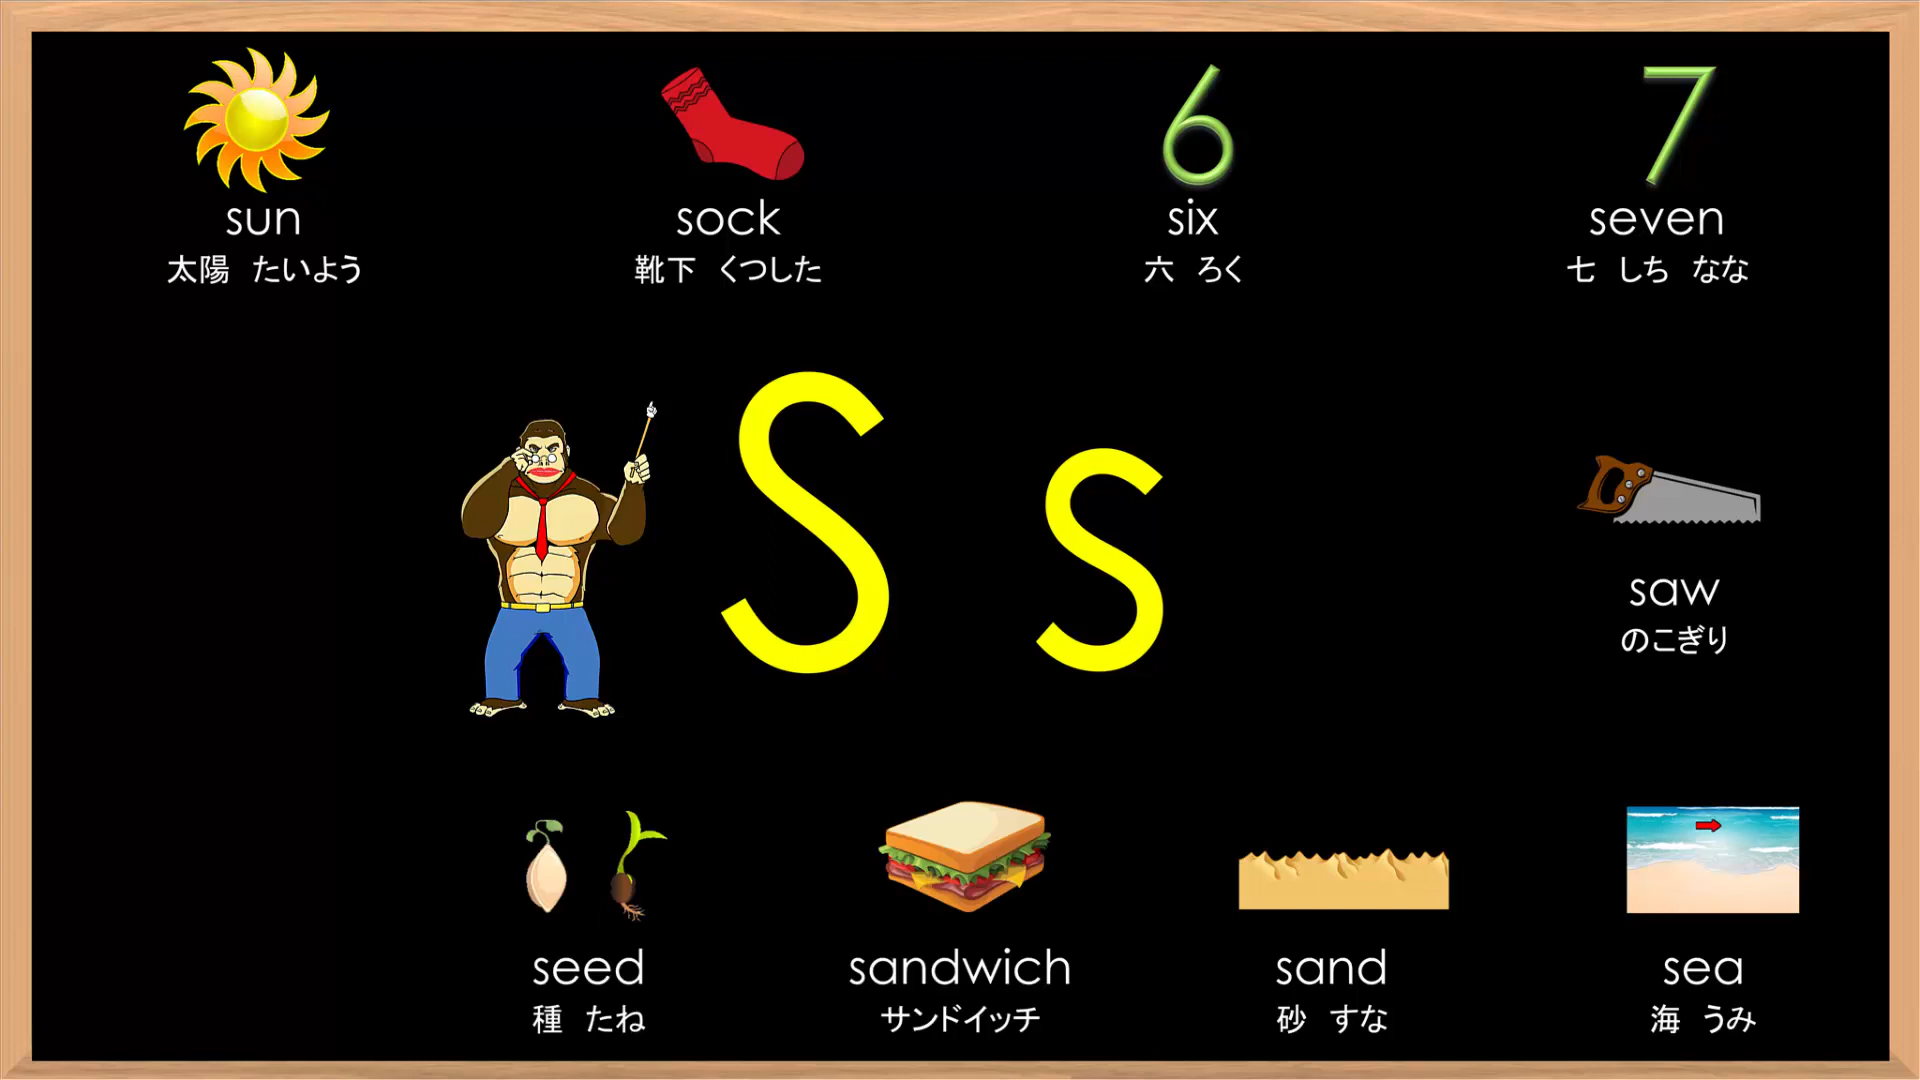 sun
太陽 たいよう
sock
靴下 くつした
6
six
六 ろく
7
seven
七 しち なな
S s
saw
のこぎり
seed
種 たね
sandwich
サンドイッチ
sand
砂 すな
sea
海 うみ